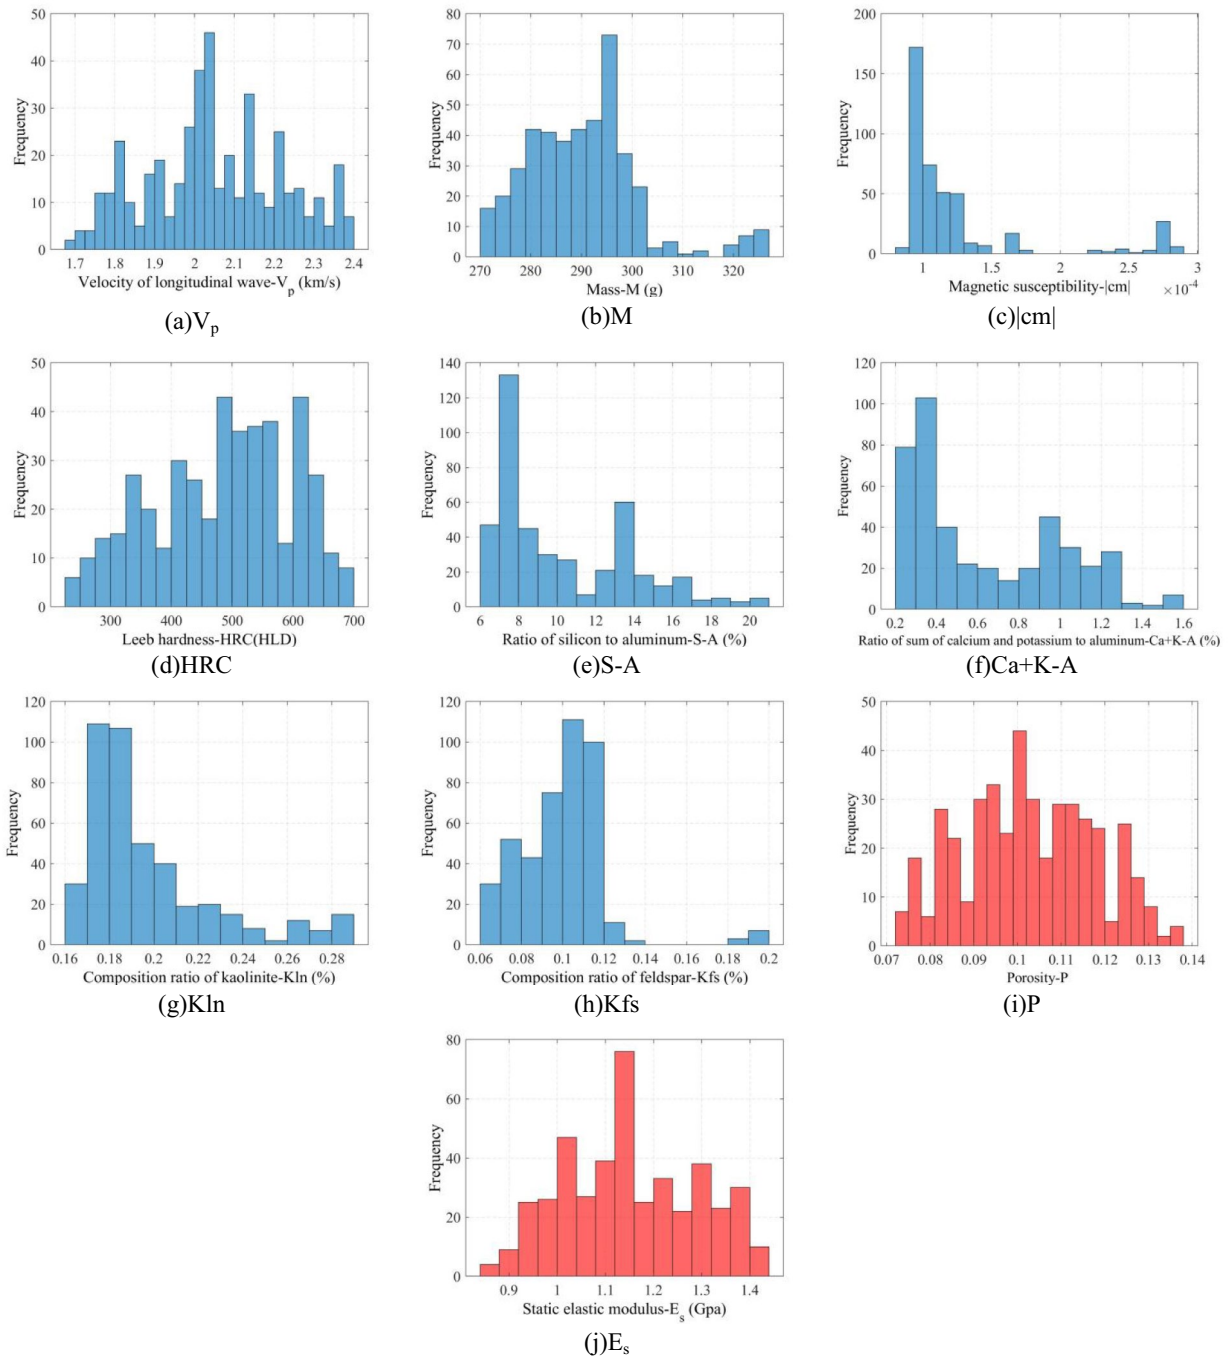 50
40
30
20
10
0
Frequency
1.7 1.8 1.9 2 2.1 2.2 2.3 2.4
Velocity of longitudinal wave-Vp (km/s)
(a)Vp
80
70
60
50
40
30
20
10
0
Frequency
270 280 290 300 310 320
Mass-M (g)
(b)M
200
150
100
50
0
Frequency
1 1.5 2 2.5 3
Magnetic susceptibility-|cm| ×10-4
(c)|cm|
50
40
30
20
10
0
Frequency
300 400 500 600 700
Leeb hardness-HRC(HLD)
(d)HRC
140
120
100
80
60
40
20
0
Frequency
6 8 10 12 14 16 18 20
Ratio of silicon to aluminum-S-A (%)
(e)S-A
120
100
80
60
40
20
0
Frequency
0.2 0.4 0.6 0.8 1 1.2 1.4 1.6
Ratio of sum of calcium and potassium to aluminum-Ca+K-A (%)
(f)Ca+K-A
120
100
80
60
40
20
0
Frequency
0.16 0.18 0.2 0.22 0.24 0.26 0.28
Composition ratio of kaolinite-Kln (%)
(g)Kln
120
100
80
60
40
20
0
Frequency
0.06 0.08 0.1 0.12 0.14 0.16 0.18 0.2
Composition ratio of feldspar-Kfs (%)
(h)Kfs
50
40
30
20
10
0
Frequency
0.07 0.08 0.09 0.1 0.11 0.12 0.13 0.14
Porosity-P
(i)P
80
60
40
20
0
Frequency
0.9 1 1.1 1.2 1.3 1.4
Static elastic modulus-Es (Gpa)
(j)Es